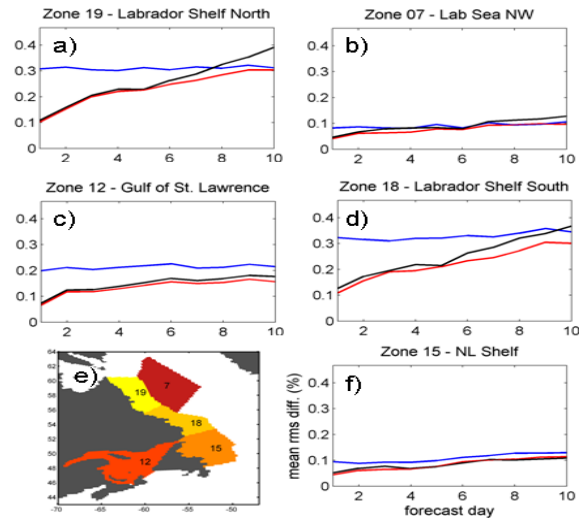 Zone 19 - Labrador Shelf North
a)
0.4
0.3
0.2
0.1
0
2 4 6 8 10
Zone 07 - Lab Sea NW
b)
0.4
0.3
0.2
0.1
0
2 4 6 8 10
Zone 12 - Gulf of St. Lawrence
c)
0.4
0.3
0.2
0.1
0
2 4 6 8 10
Zone 18 - Labrador Shelf South
d)
0.4
0.3
0.2
0.1
0
2 4 6 8 10
e)
64
62
60
58
56
54
52
50
48
46
44
7
19
18
15
12
-70 -65 -60 -55 -50
Zone 15 - NL Shelf
f)
mean rms diff. (%)
0.4
0.3
0.2
0.1
0
2 4 6 8 10
forecast day